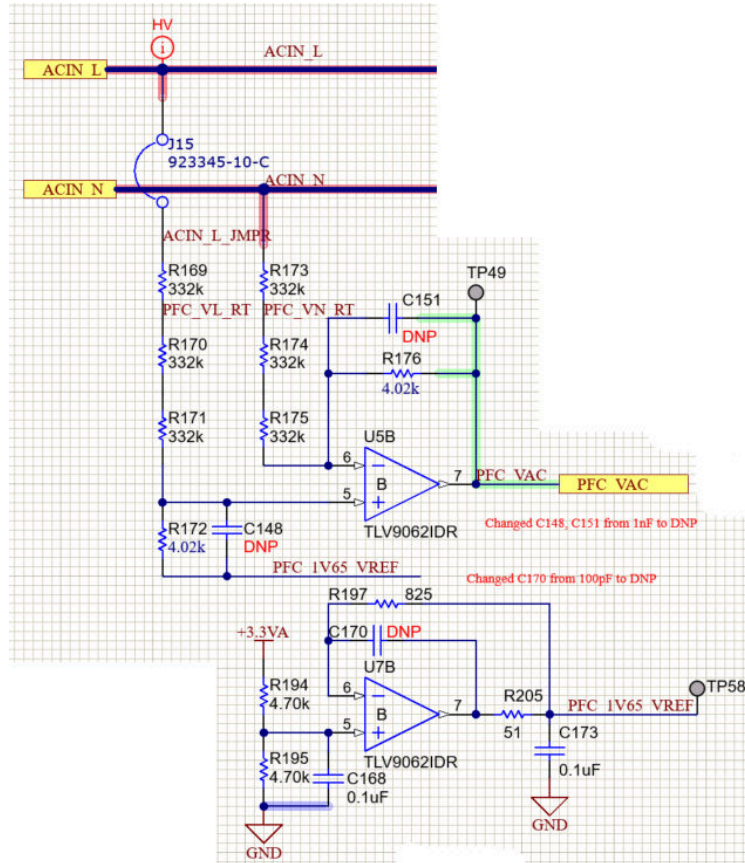 HV
i
ACIN_L
ACIN_L
J15
923345-10-C
ACIN_N
ACIN_N
ACIN_L_JMPR
R169
332k
R173
332k
TP49
C151
DNP
PFC_VL_RT
PFC_VN_RT
R170
332k
R174
332k
R176
4.02k
R171
332k
R175
332k
U5B
6
B
5
7
PFC_VAC
PFC_VAC
TLV9062IDR
R172
4.02k
C148
DNP
Changed C148, C151 from 1nF to DNP
PFC_1V65_VREF
Changed C170 from 100pF to DNP
R197
825
C170
DNP
+3.3VA
U7B
R194
4.70k
6
B
5
7
R205
51
PFC_1V65_VREF
TP58
TLV9062IDR
R195
4.70k
C168
0.1uF
C173
0.1uF
GND
GND